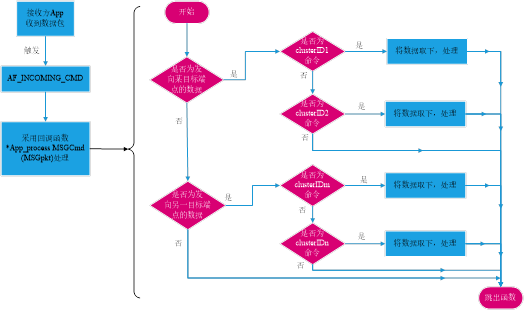 接收方App
收到数据包
触发
AF_INCOMING_CMD
采用回调函数
*App_process MSGCmd
(MSGpkt)处理
开始
是否为发
向某目标端
点的数据
是
否
是否为
clusterID1
命令
是
否
将数据取下，处理
是否为
clusterID2
命令
是
否
将数据取下，处理
是否为发
向另一目标端
点的数据
是
否
是否为
clusterIDm
命令
是
否
将数据取下，处理
是否为
clusterIDn
命令
是
否
将数据取下，处理
跳出函数